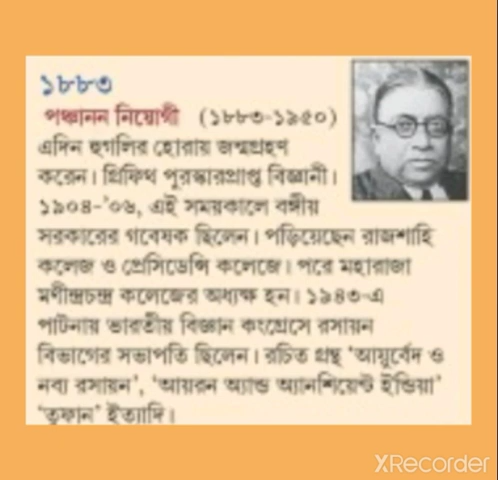 ১৮৮৩
পঞ্চানন নিয়োগী (১৮৮৩-১৯৫০)
এদিন হুগলির হোরায় জন্মগ্রহণ
করেন। গ্রিফিথ পুরস্কারপ্রাপ্ত বিজ্ঞানী।
১৯০৪-'০৬, এই সময়কালে বঙ্গীয়
সরকারের গবেষক ছিলেন। পড়িয়েছেন রাজশাহি
কলেজ ও প্রেসিডেন্সি কলেজে। পরে মহারাজা
মণীন্দ্রচন্দ্র কলেজের অধ্যক্ষ হন। ১৯৪৩-এ
পাটনায় ভারতীয় বিজ্ঞান কংগ্রেসে রসায়ন
বিভাগের সভাপতি ছিলেন। রচিত গ্রন্থ 'আয়ুর্বেদ ও
নব্য রসায়ন', 'আয়রন অ্যান্ড অ্যানশিয়েন্ট ইন্ডিয়া'
'তুফান' ইত্যাদি।
XRecorder